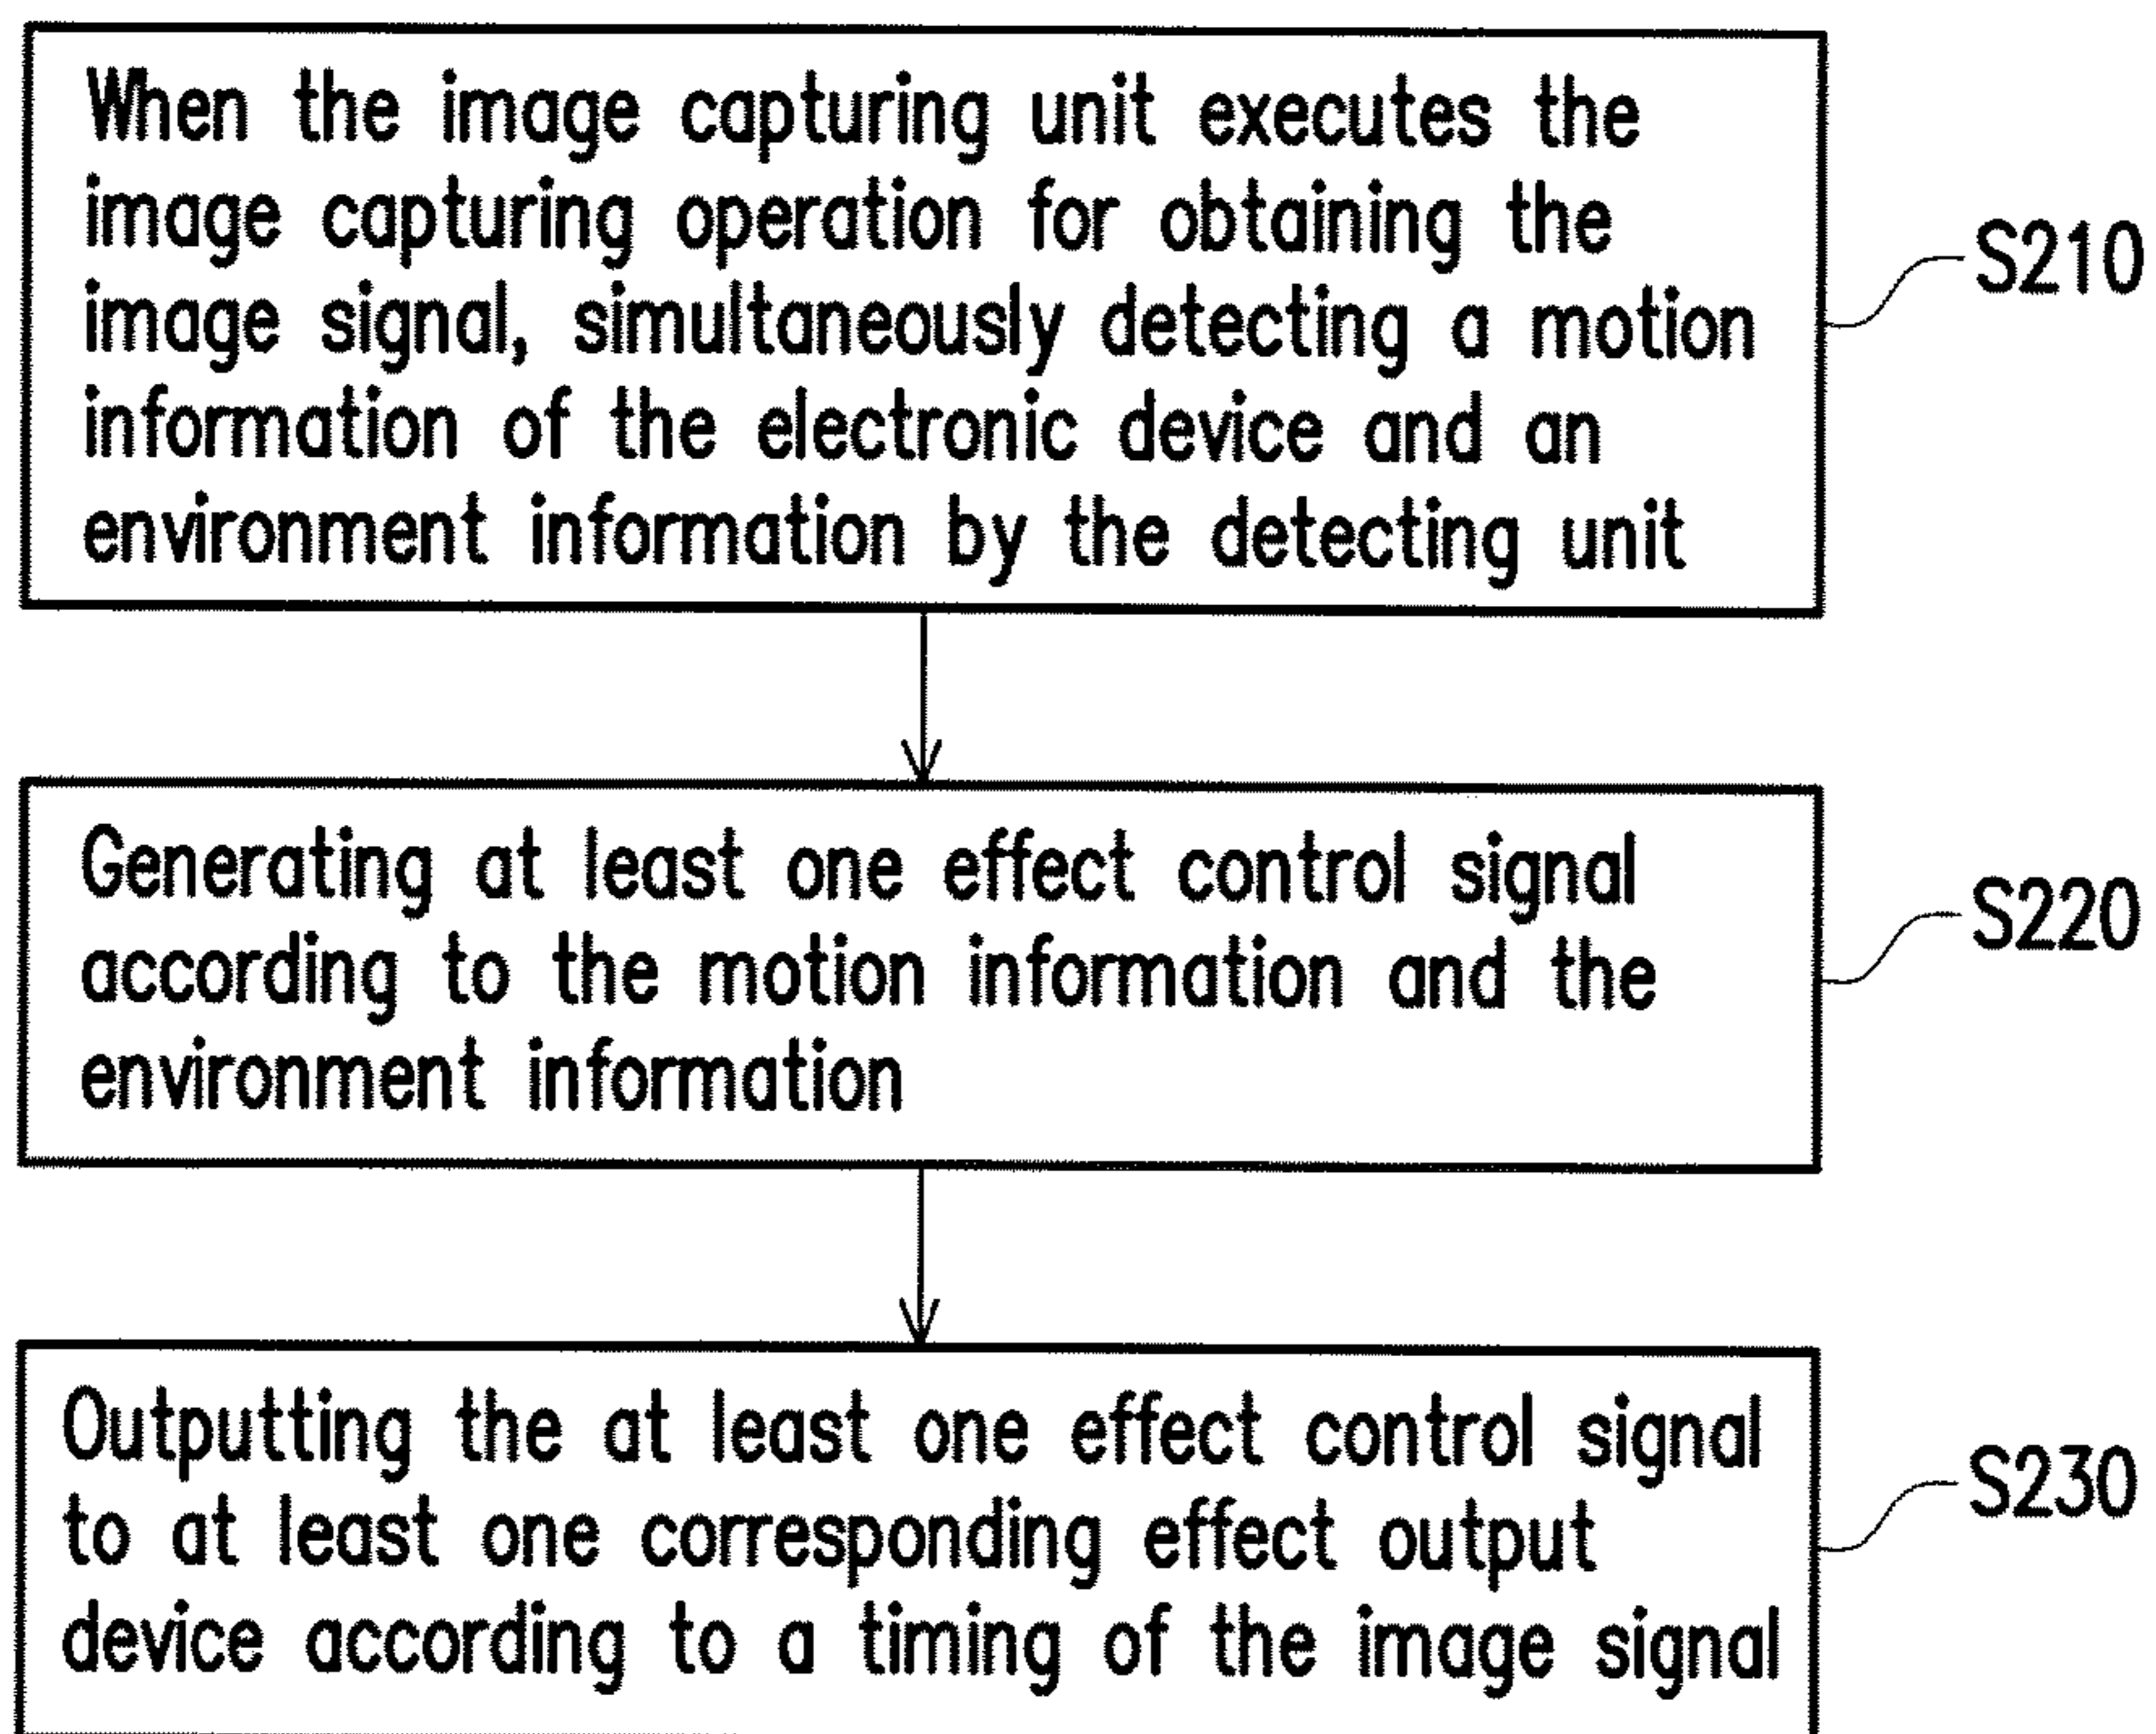 When the image capturing unit executes the
image capturing operation for obtaining the
image signal, simultaneously detecting a motion
information of the electronic device and an
environment information by the detecting unit
S210
Generating at least one effect control signal
according to the motion information and the
environment information
S220
Outputting the at least one effect control signal
to at least one corresponding effect output
device according to a timing of the image signal
S230